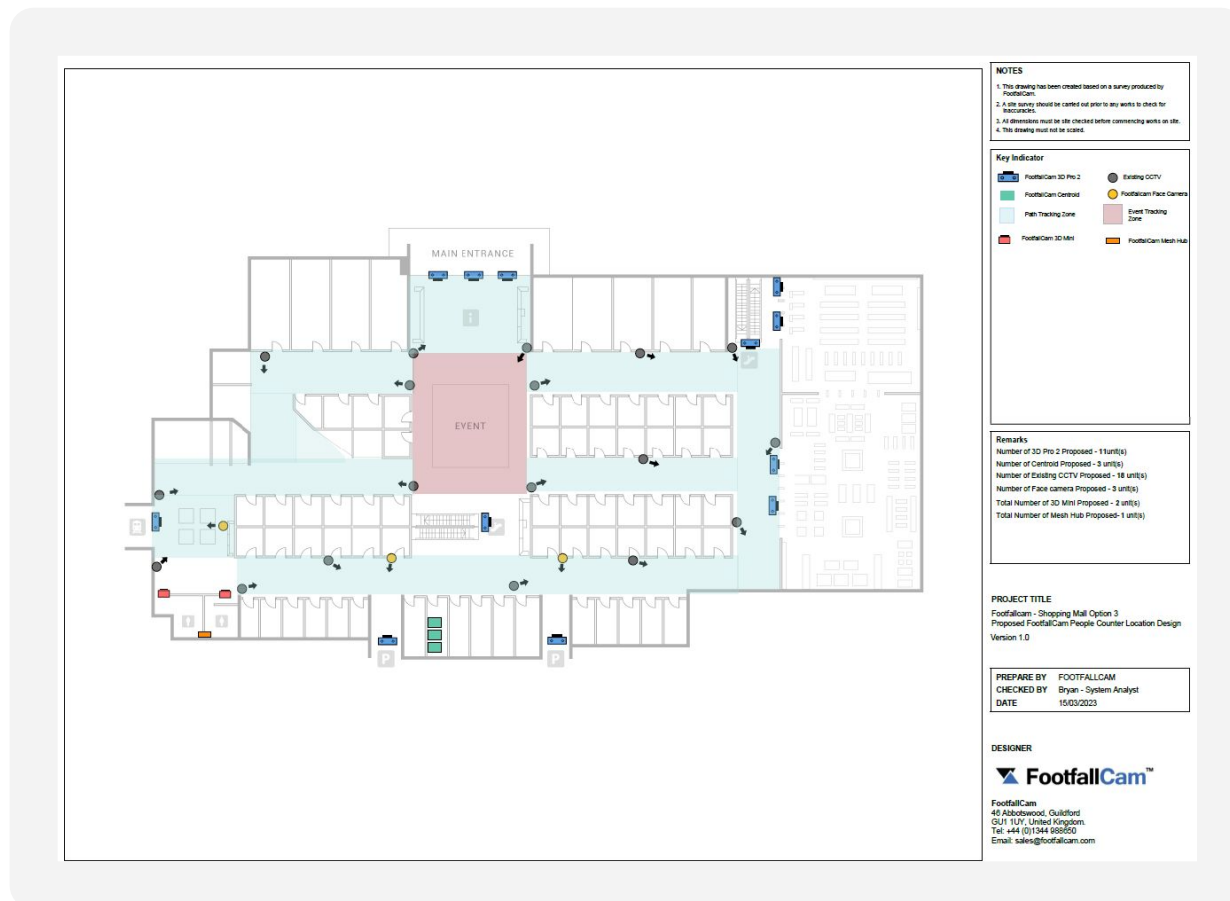 NOTES
1. This drawing has been created based on a survey produced by
FootfallCam.
2. A site survey should be carried out prior to any works to check for
inaccuracies.
3. All dimensions must be site checked before commencing works on site.
4. This drawing must not be scaled.
Key Indicator
FootfallCam 3D Pro 2
Existing CCTV
FootfallCam Centroid
Footfallcam Face Camera
Path Tracking Zone
Event Tracking
Zone
FootfallCam 3D Mini
FootfallCam Mesh Hub
MAIN ENTRANCE
EVENT
P
P
Remarks
Number of 3D Pro 2 Proposed - 11unit(s)
Number of Centroid Proposed - 3 unit(s)
Number of Existing CCTV Proposed - 18 unit(s)
Number of Face camera Proposed - 3 unit(s)
Total Number of 3D Mini Proposed - 2 unit(s)
Total Number of Mesh Hub Proposed- 1 unit(s)
PROJECT TITLE
Footfallcam - Shopping Mall Option 3
Proposed FootfallCam People Counter Location Design
Version 1.0
PREPARE BY FOOTFALLCAM
CHECKED BY Bryan - System Analyst
DATE 15/03/2023
DESIGNER
FootfallCam™
FootfallCam
46 Abbotswood, Guildford
GU1 1UY, United Kingdom.
Tel: +44 (0)1344 988650
Email: sales@footfallcam.com